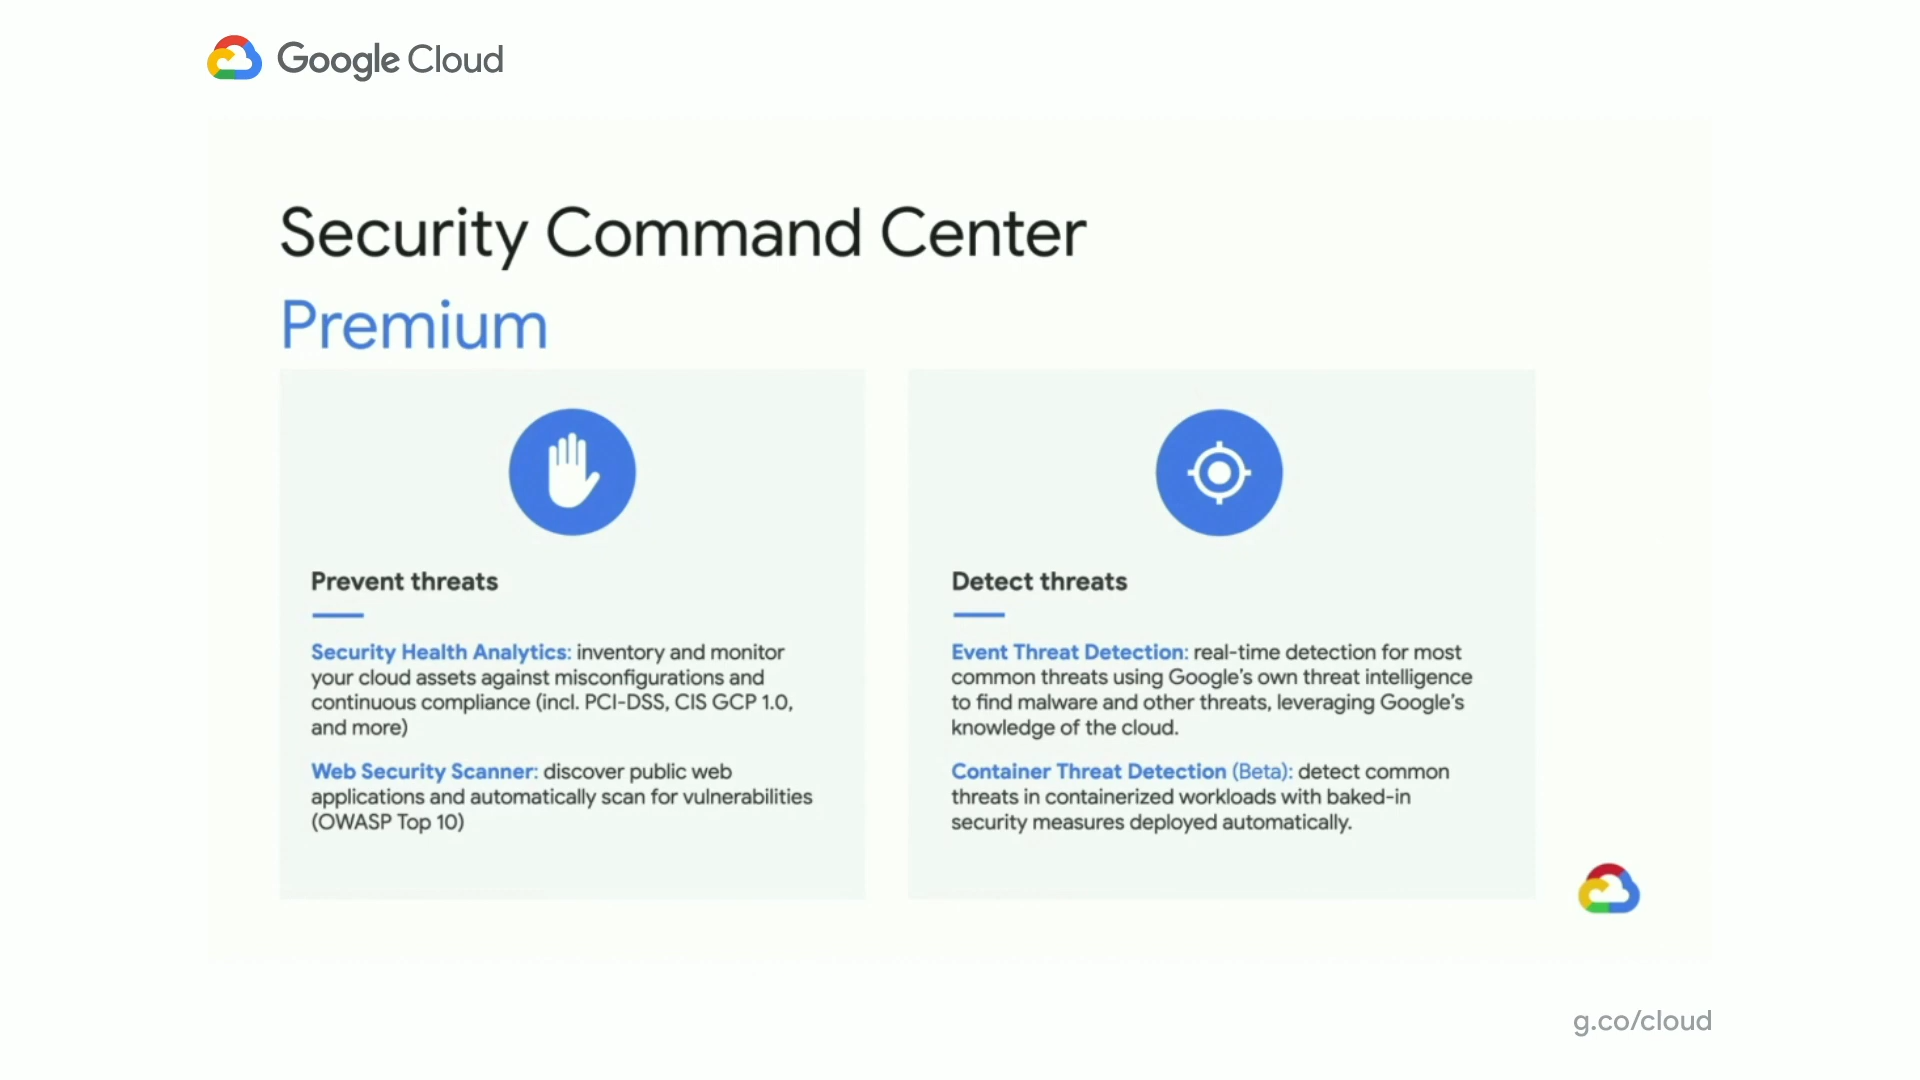 Google Cloud
Security Command Center
Premium
Prevent threats
Security Health Analytics: inventory and monitor
your cloud assets against misconfigurations and
continuous compliance (incl. PCI-DSS, CIS GCP 1.0,
and more)
Web Security Scanner: discover public web
applications and automatically scan for vulnerabilities
(OWASP Top 10)
Detect threats
Event Threat Detection: real-time detection for most
common threats using Google's own threat intelligence
to find malware and other threats, leveraging Google's
knowledge of the cloud.
Container Threat Detection (Beta): detect common
threats in containerized workloads with baked-in
security measures deployed automatically.
g.co/cloud